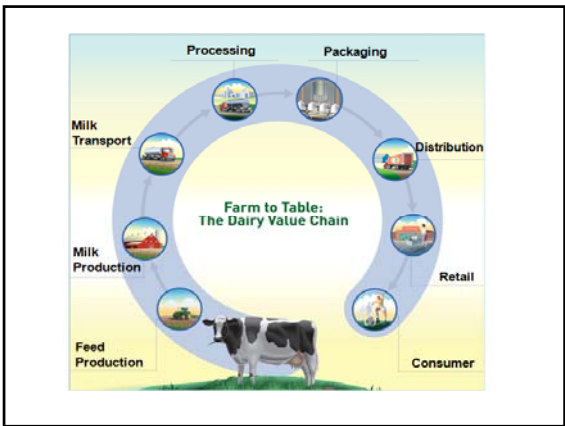 Processing
Packaging
Milk
Transport
Distribution
Farm to Table:
The Dairy Value Chain
Milk
Production
Retail
Feed
Production
Consumer